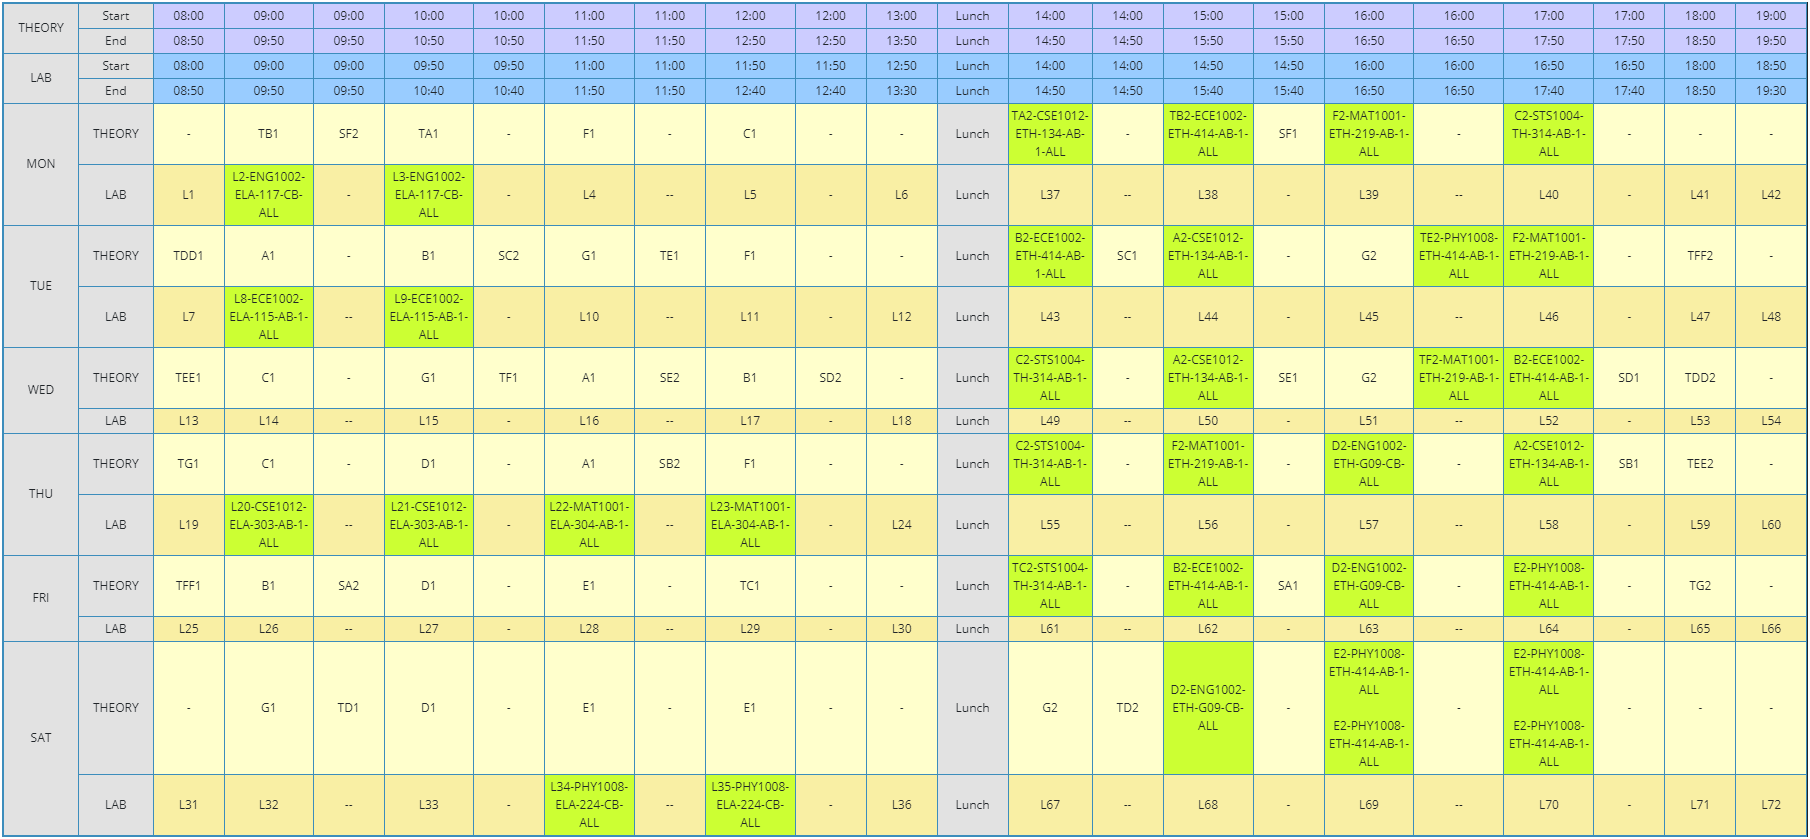 THEORY Start 08:00 09:00 09:00 10:00 10:00 11:00 11:00 12:00 12:00 13:00 Lunch 14:00 14:00 15:00 15:00 16:00 16:00 17:00 17:00 18:00 19:00
End 08:50 09:50 09:50 10:50 10:50 11:50 11:50 12:50 12:50 13:50 Lunch 14:50 14:50 15:50 15:50 16:50 16:50 17:50 17:50 18:50 19:50
LAB Start 08:00 09:00 09:00 09:50 09:50 11:00 11:00 11:50 11:50 12:50 Lunch 14:00 14:00 14:50 14:50 16:00 16:00 16:50 16:50 18:00 18:50
End 08:50 09:50 09:50 10:40 10:40 11:50 11:50 12:40 12:40 13:30 Lunch 14:50 14:50 15:40 15:40 16:50 16:50 17:40 17:40 18:50 19:30
MON THEORY - TB1 SF2 TA1 - F1 - C1 - - Lunch TA2-CSE1012-ETH-134-AB-1-ALL - TB2-ECE1002-ETH-414-AB-1-ALL SF1 F2-MAT1001-ETH-219-AB-1-ALL - C2-STS1004-TH-314-AB-1-ALL - - -
LAB L1 L2-ENG1002-ELA-117-CB-ALL - L3-ENG1002-ELA-117-CB-ALL - L4 -- L5 - L6 Lunch L37 -- L38 - L39 -- L40 - L41 L42
TUE THEORY TDD1 A1 - B1 SC2 G1 TE1 F1 - - Lunch B2-ECE1002-ETH-414-AB-1-ALL SC1 A2-CSE1012-ETH-134-AB-1-ALL - G2 TE2-PHY1008-ETH-414-AB-1-ALL F2-MAT1001-ETH-219-AB-1-ALL - TFF2 -
LAB L7 L8-ECE1002-ELA-115-AB-1-ALL -- L9-ECE1002-ELA-115-AB-1-ALL - L10 -- L11 - L12 Lunch L43 -- L44 - L45 -- L46 - L47 L48
WED THEORY TEE1 C1 - G1 TF1 A1 SE2 B1 SD2 - Lunch C2-STS1004-TH-314-AB-1-ALL - A2-CSE1012-ETH-134-AB-1-ALL SE1 G2 TF2-MAT1001-ETH-219-AB-1-ALL B2-ECE1002-ETH-414-AB-1-ALL SD1 TDD2 -
LAB L13 L14 -- L15 - L16 -- L17 - L18 Lunch L49 -- L50 - L51 -- L52 - L53 L54
THU THEORY TG1 C1 - D1 - A1 SB2 F1 - - Lunch C2-STS1004-TH-314-AB-1-ALL - F2-MAT1001-ETH-219-AB-1-ALL - D2-ENG1002-ETH-G09-CB-ALL - A2-CSE1012-ETH-134-AB-1-ALL SB1 TEE2 -
LAB L19 L20-CSE1012-ELA-303-AB-1-ALL -- L21-CSE1012-ELA-303-AB-1-ALL - L22-MAT1001-ELA-304-AB-1-ALL -- L23-MAT1001-ELA-304-AB-1-ALL - L24 Lunch L55 -- L56 - L57 -- L58 - L59 L60
FRI THEORY TFF1 B1 SA2 D1 - E1 - TC1 - - Lunch TC2-STS1004-TH-314-AB-1-ALL - B2-ECE1002-ETH-414-AB-1-ALL SA1 D2-ENG1002-ETH-G09-CB-ALL - E2-PHY1008-ETH-414-AB-1-ALL - TG2 -
LAB L25 L26 -- L27 - L28 -- L29 - L30 Lunch L61 -- L62 - L63 -- L64 - L65 L66
SAT THEORY - G1 TD1 D1 - E1 - E1 - - Lunch G2 TD2 D2-ENG1002-ETH-G09-CB-ALL - E2-PHY1008-ETH-414-AB-1-ALL E2-PHY1008-ETH-414-AB-1-ALL - E2-PHY1008-ETH-414-AB-1-ALL E2-PHY1008-ETH-414-AB-1-ALL - - -
LAB L31 L32 -- L33 - L34-PHY1008-ELA-224-CB-ALL -- L35-PHY1008-ELA-224-CB-ALL - L36 Lunch L67 -- L68 - L69 -- L70 - L71 L72